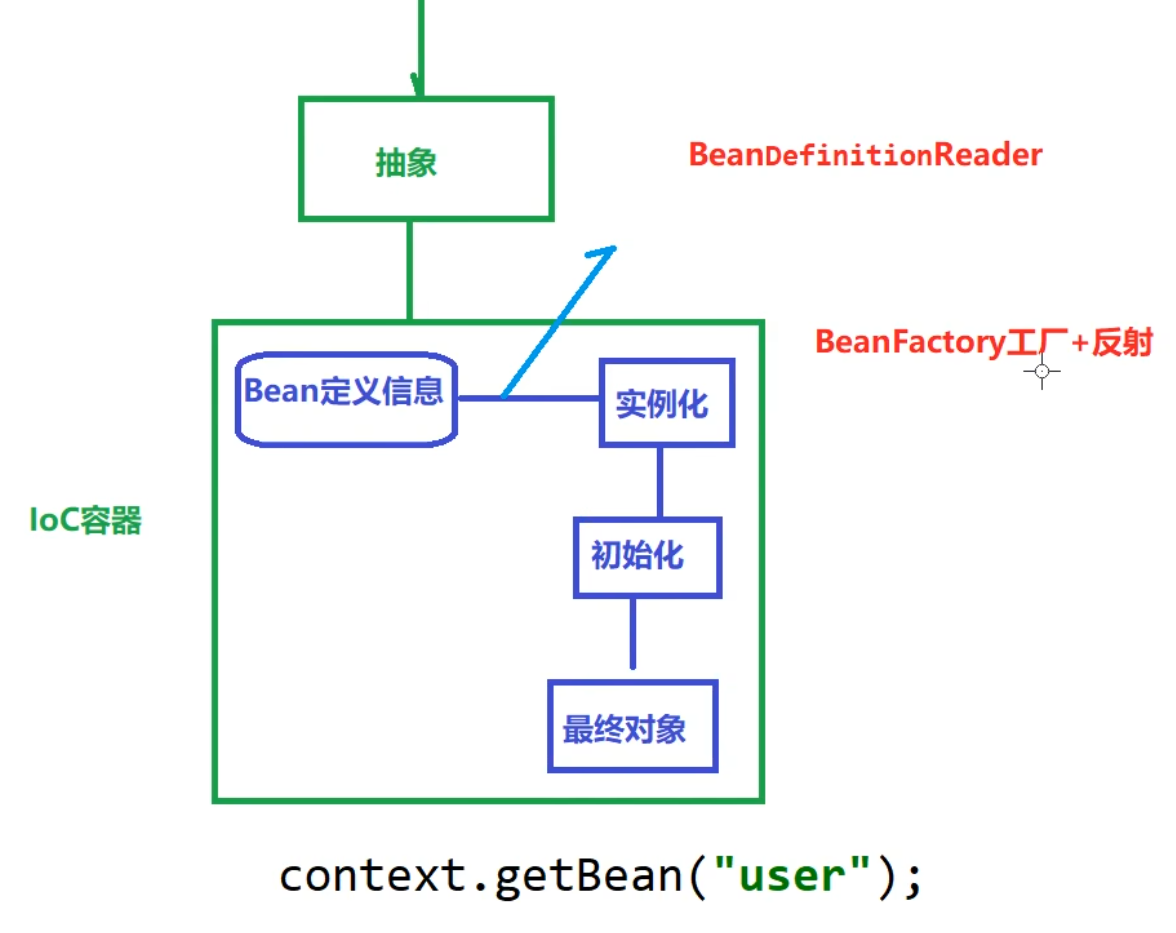 抽象
BeanDefinitionReader
BeanFactory工厂+反射
Bean定义信息
实例化
IoC容器
初始化
最终对象
context.getBean("user");